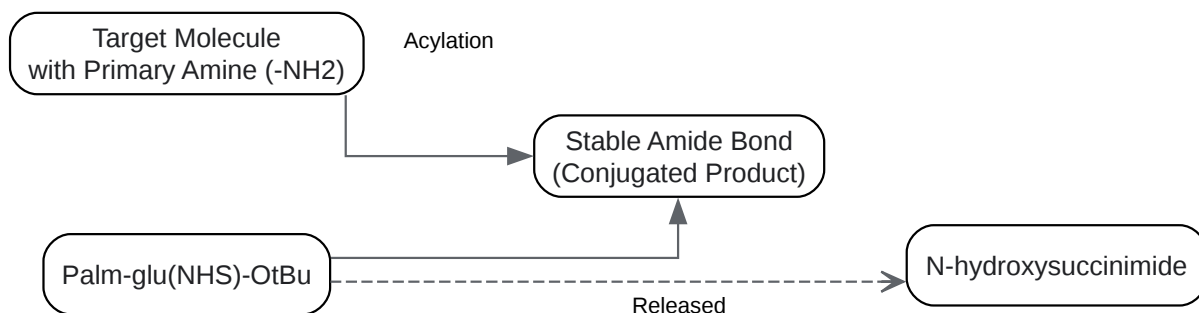 Target Molecule
with Primary Amine (-NH2)
Acylation
Stable Amide Bond
(Conjugated Product)
Palm-glu(NHS)-OtBu
N-hydroxysuccinimide
Released